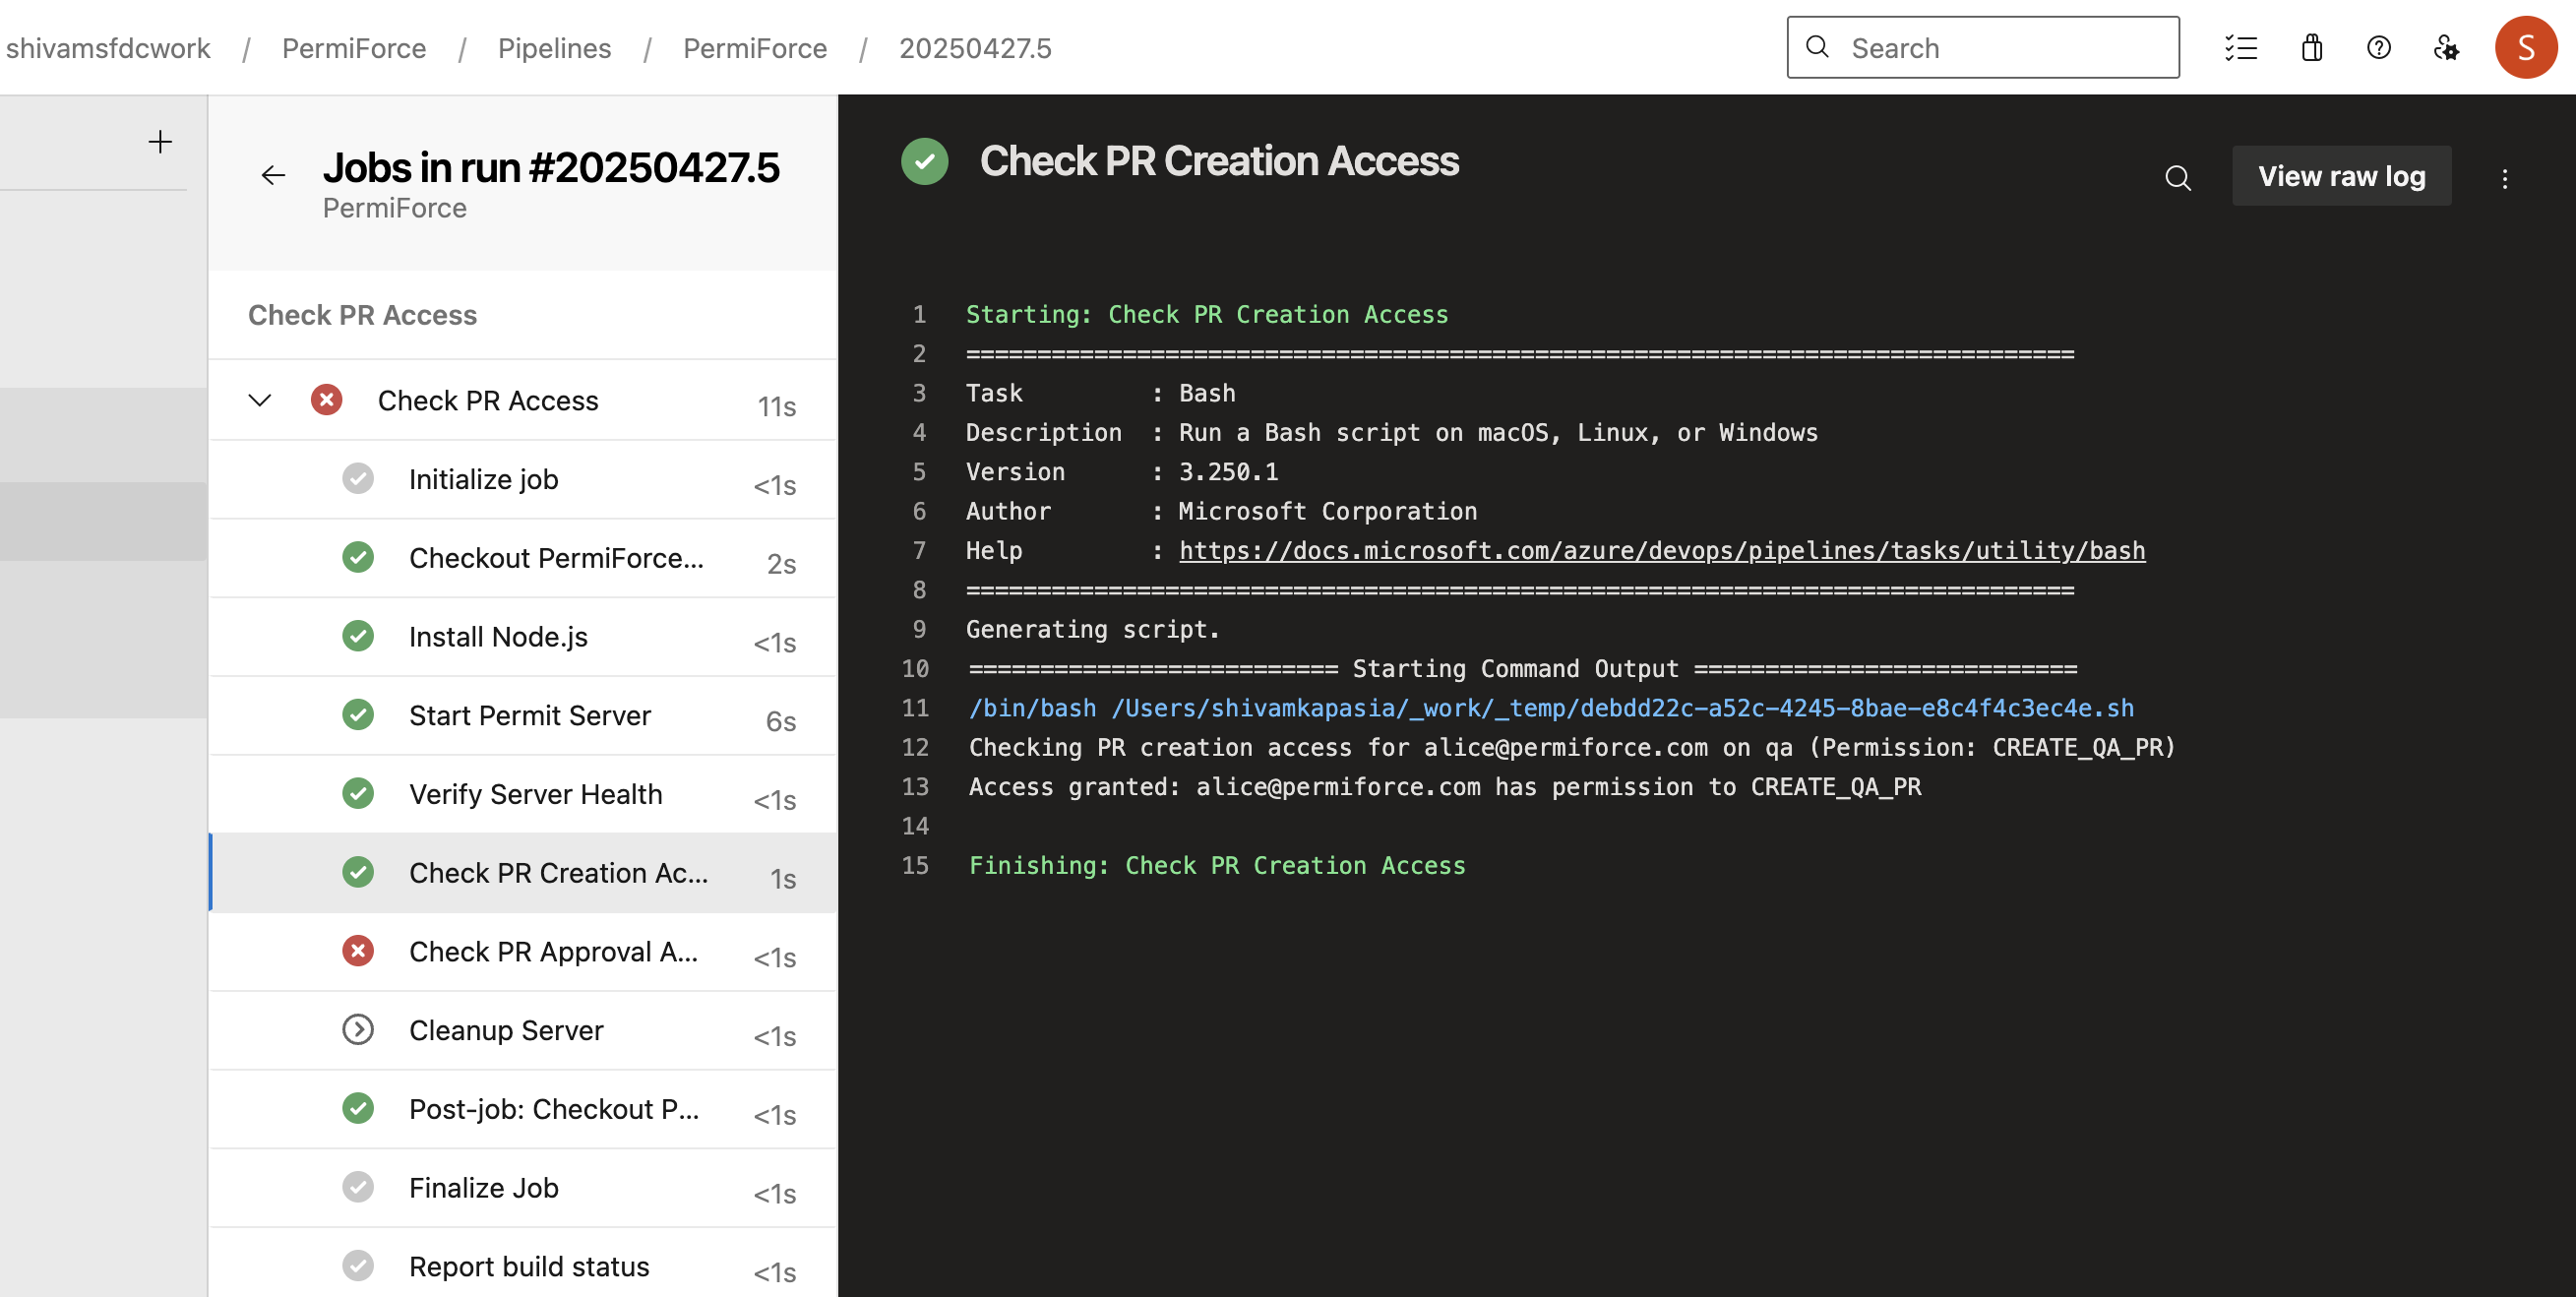 shivamsfdcwork / PermiForce / Pipelines / PermiForce / 20250427.5
Search
S
Jobs in run #20250427.5
PermiForce
Check PR Access
Check PR Access 11s
Initialize job <1s
Checkout PermiForce... 2s
Install Node.js <1s
Start Permit Server 6s
Verify Server Health <1s
Check PR Creation Ac... 1s
Check PR Approval A... <1s
Cleanup Server <1s
Post-job: Checkout P... <1s
Finalize Job <1s
Report build status <1s
Check PR Creation Access
View raw log
1 Starting: Check PR Creation Access
2 ==============================================================================
3 Task         : Bash
4 Description  : Run a Bash script on macOS, Linux, or Windows
5 Version      : 3.250.1
6 Author       : Microsoft Corporation
7 Help         : https://docs.microsoft.com/azure/devops/pipelines/tasks/utility/bash
8 ==============================================================================
9 Generating script.
10 ========================== Starting Command Output ===========================
11 /bin/bash /Users/shivamkapasia/_work/_temp/debdd22c-a52c-4245-8bae-e8c4f4c3ec4e.sh
12 Checking PR creation access for alice@permiforce.com on qa (Permission: CREATE_QA_PR)
13 Access granted: alice@permiforce.com has permission to CREATE_QA_PR
14
15 Finishing: Check PR Creation Access